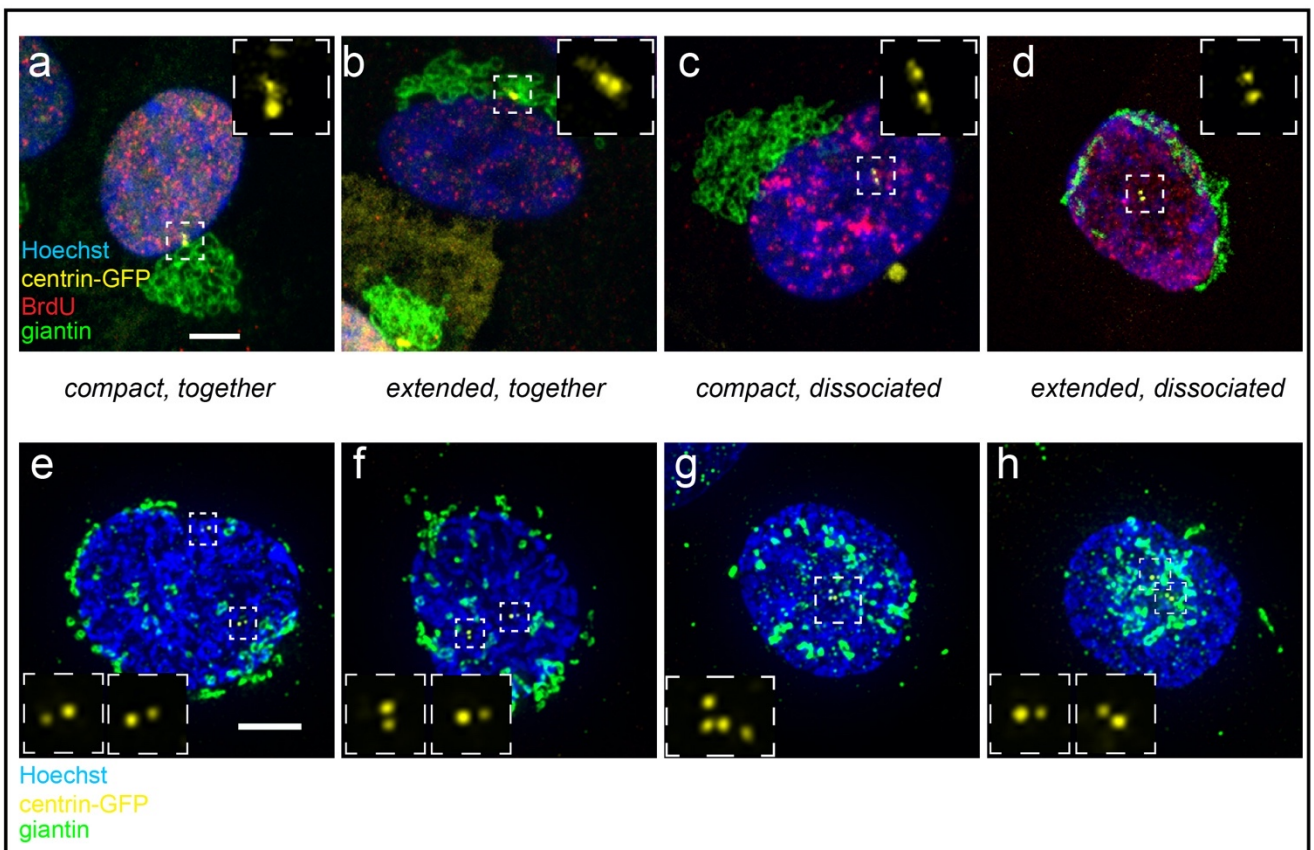 a
b
c
d
Hoechst
centrin-GFP
BrdU
giantin
compact, together
extended, together
compact, dissociated
extended, dissociated
e
f
g
h
Hoechst
centrin-GFP
giantin